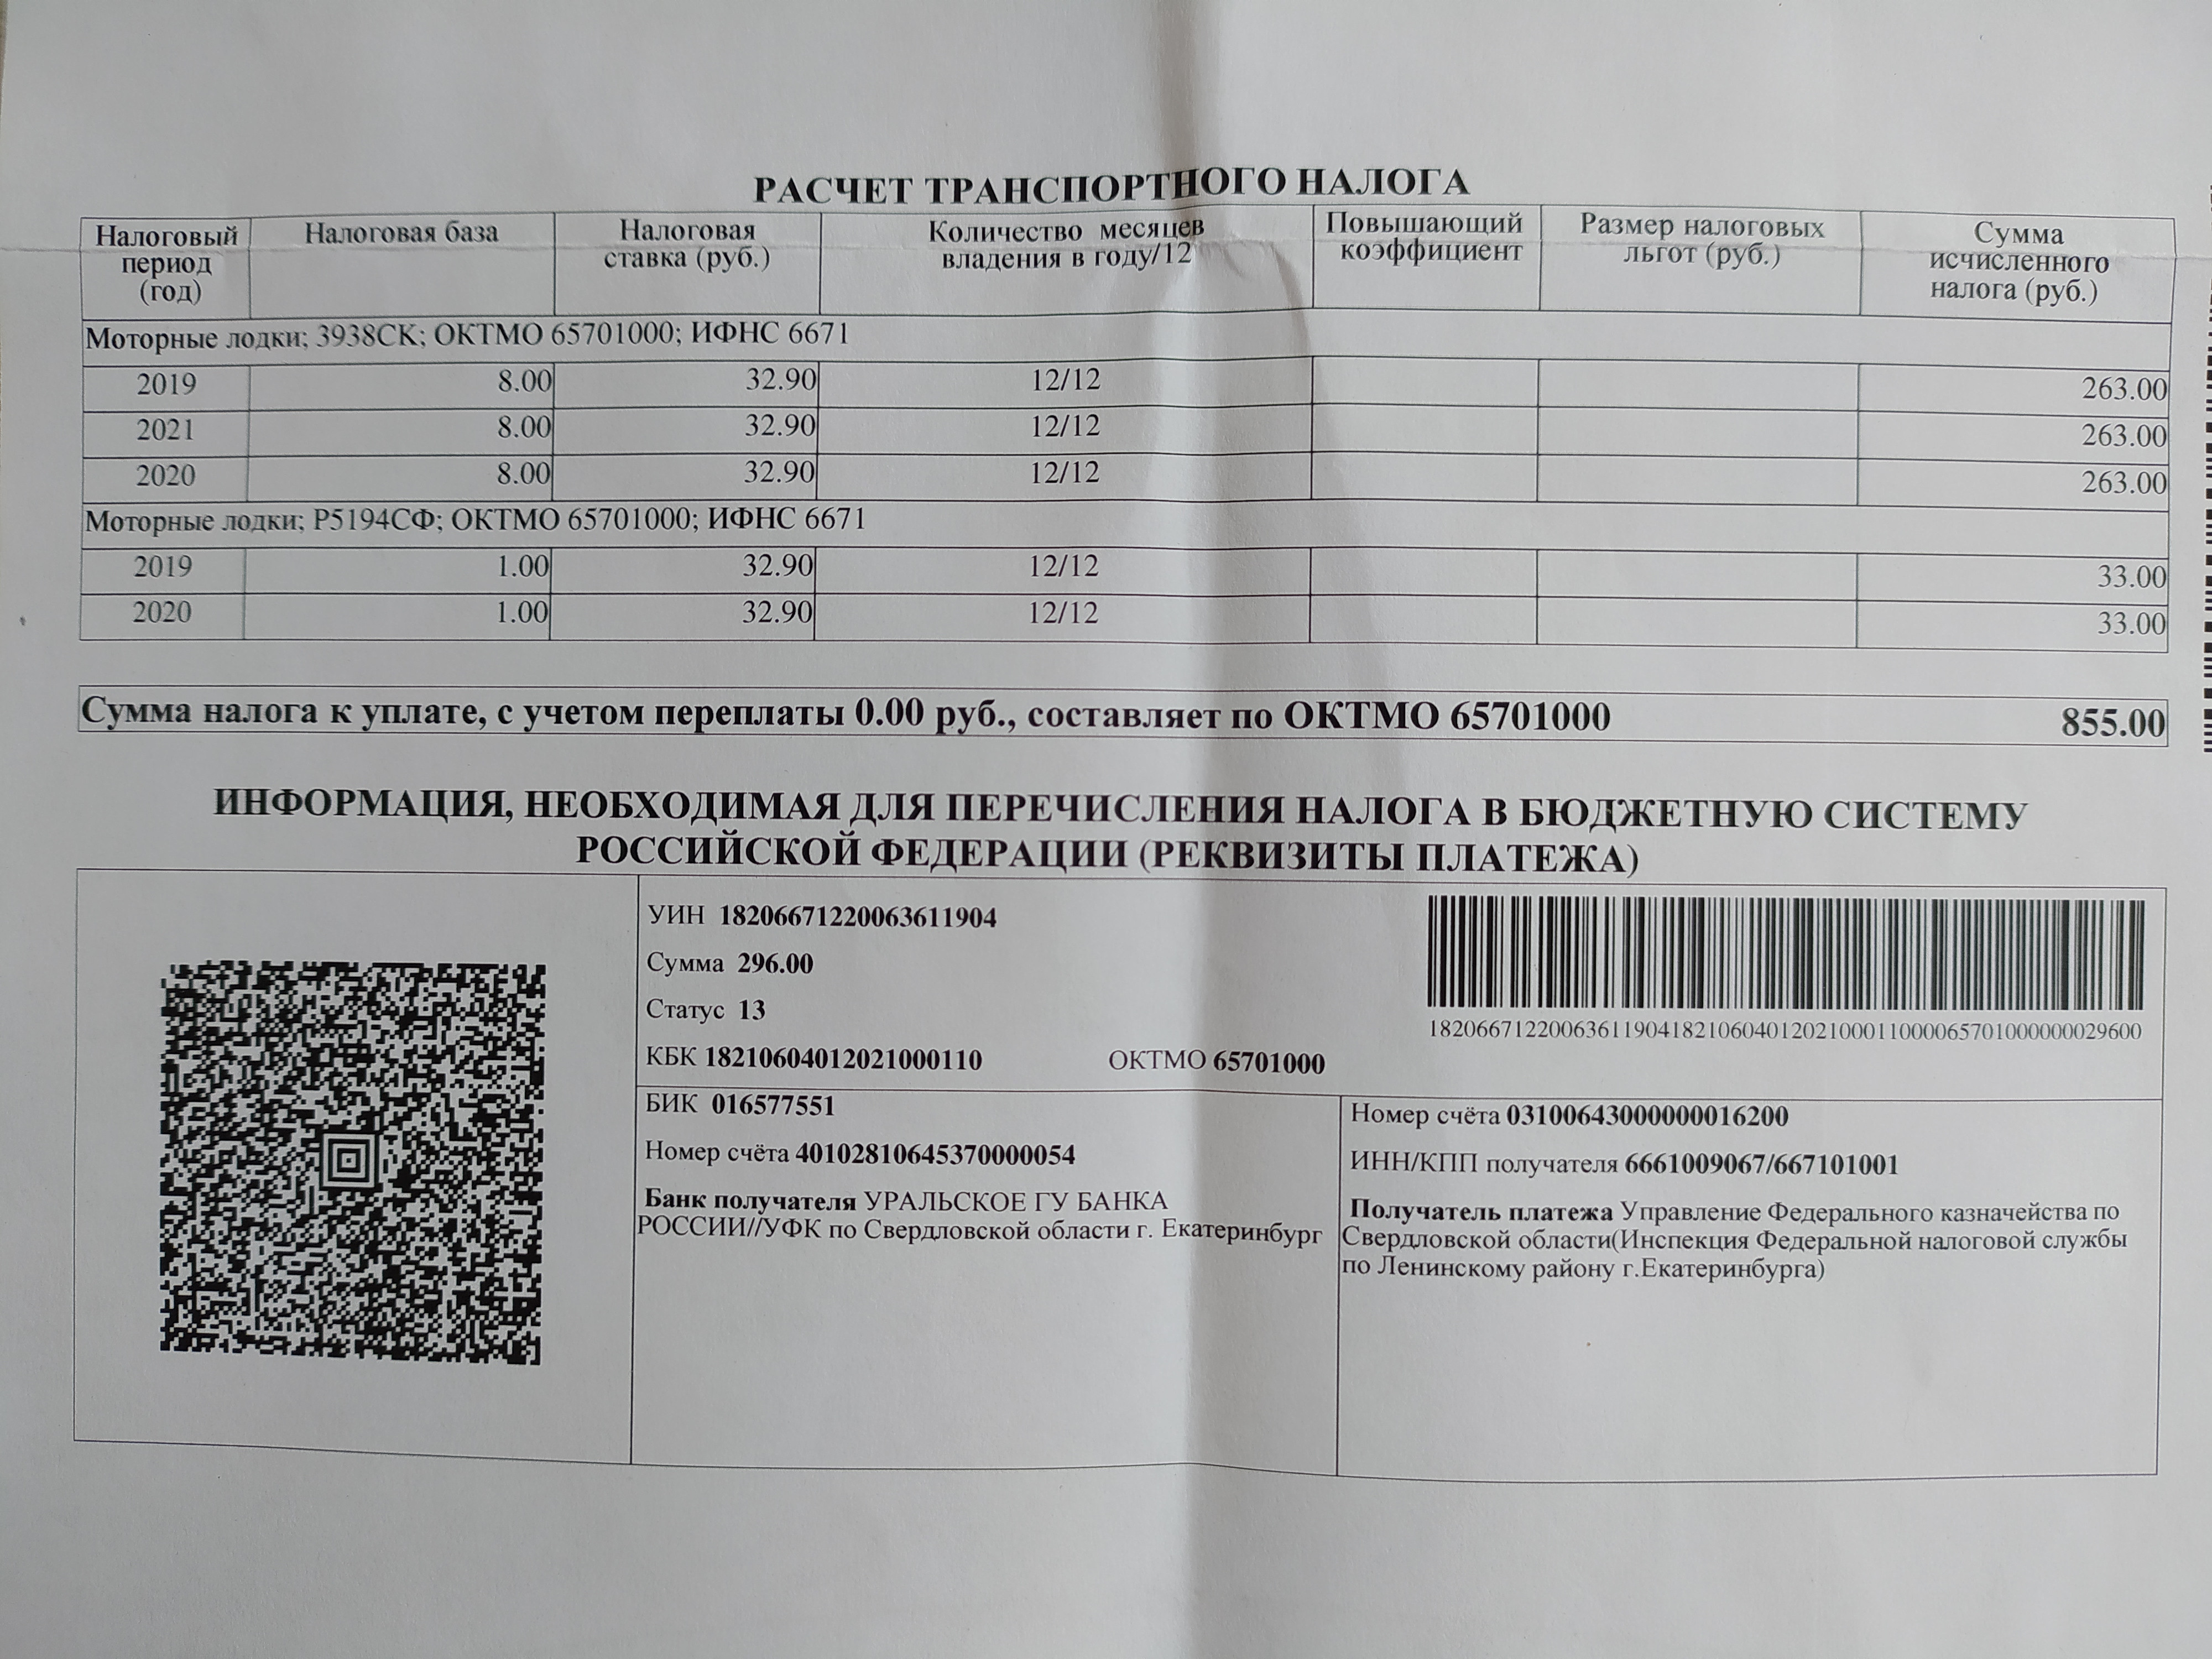 РАСЧЕТ ТРАНСПОРТНОГО НАЛОГА
Налоговый период (год) Налоговая база Налоговая ставка (руб.) Количество месяцев владения в году/12 Повышающий коэффициент Размер налоговых льгот (руб.) Сумма исчисленного налога (руб.)
Моторные лодки; 3938СК; ОКТМО 65701000; ИФНС 6671
2019 8.00 32.90 12/12 263.00
2021 8.00 32.90 12/12 263.00
2020 8.00 32.90 12/12 263.00
Моторные лодки; Р5194СФ; ОКТМО 65701000; ИФНС 6671
2019 1.00 32.90 12/12 33.00
2020 1.00 32.90 12/12 33.00
Сумма налога к уплате, с учетом переплаты 0.00 руб., составляет по ОКТМО 65701000 855.00
ИНФОРМАЦИЯ, НЕОБХОДИМАЯ ДЛЯ ПЕРЕЧИСЛЕНИЯ НАЛОГА В БЮДЖЕТНУЮ СИСТЕМУ
РОССИЙСКОЙ ФЕДЕРАЦИИ (РЕКВИЗИТЫ ПЛАТЕЖА)
УИН 18206671220063611904
Сумма 296.00
Статус 13
КБК 18210604012021000110 ОКТМО 65701000
18206671220063611904182106040120210001100006570100000002960​0
БИК 016577551
Номер счёта 40102810645370000054
Банк получателя УРАЛЬСКОЕ ГУ БАНКА
РОССИИ//УФК по Свердловской области г. Екатеринбург
Номер счёта 03100643000000016200
ИНН/КПП получателя 6661009067/667101001
Получатель платежа Управление Федерального казначейства по
Свердловской области(Инспекция Федеральной налоговой службы
по Ленинскому району г.Екатеринбурга)